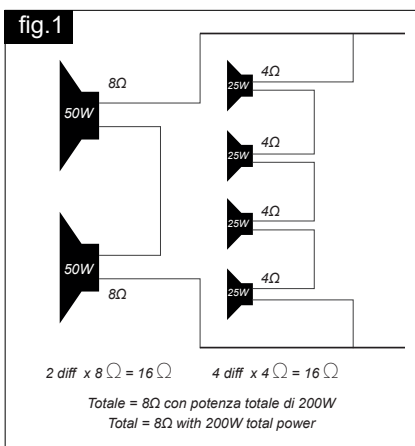 fig.1
8Ω
50W
50W
8Ω
4Ω
25W
4Ω
25W
4Ω
25W
4Ω
25W
2 diff x 8 Ω = 16 Ω
4 diff x 4 Ω = 16 Ω
Totale = 8Ω con potenza totale di 200W
Total = 8Ω with 200W total power